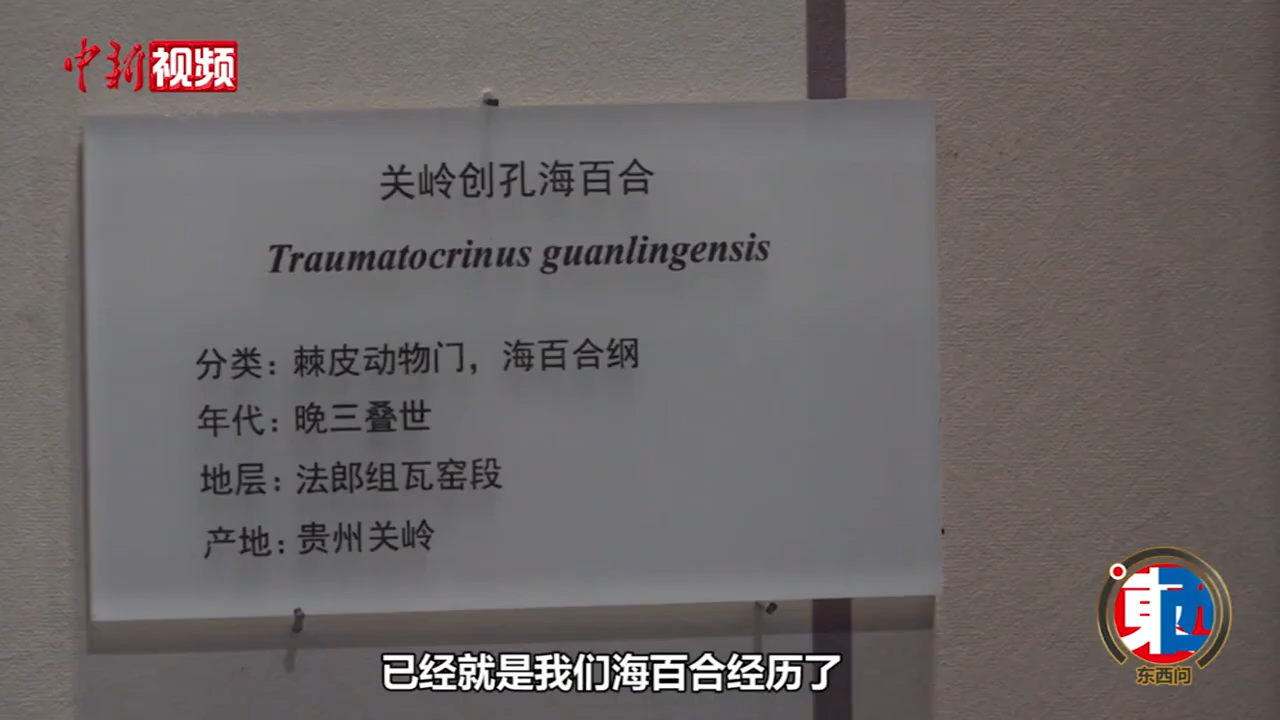 中新视频
关岭创孔海百合
Traumatocrinus guanlingensis
分类：棘皮动物门，海百合纲
年代：晚三叠世
地层：法郎组瓦窑段
产地：贵州关岭
东西问
已经就是我们海百合经历了